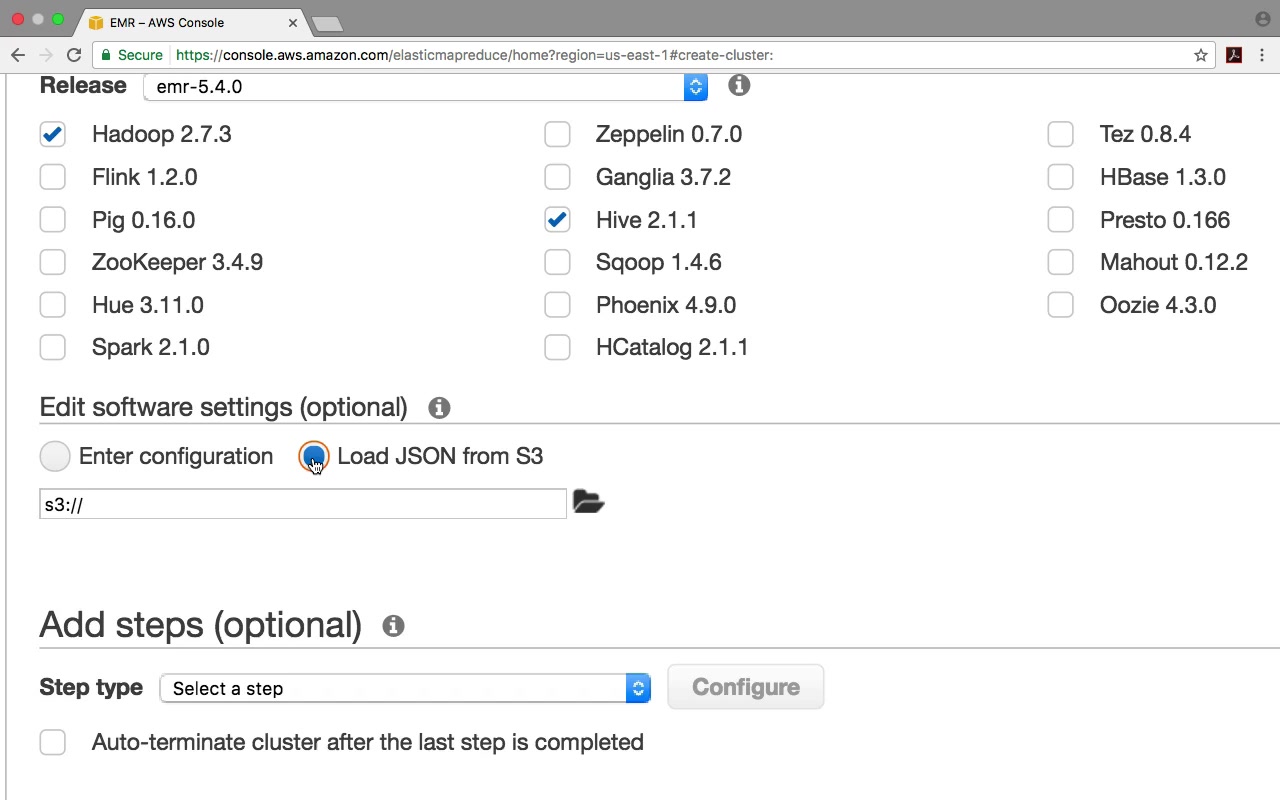 EMR – AWS Console
Secure https://console.aws.amazon.com/elasticmapreduce/home?region=us-east-1#create-cluster:
Release emr-5.4.0
Hadoop 2.7.3 Zeppelin 0.7.0 Tez 0.8.4
Flink 1.2.0 Ganglia 3.7.2 HBase 1.3.0
Pig 0.16.0 Hive 2.1.1 Presto 0.166
ZooKeeper 3.4.9 Sqoop 1.4.6 Mahout 0.12.2
Hue 3.11.0 Phoenix 4.9.0 Oozie 4.3.0
Spark 2.1.0 HCatalog 2.1.1
Edit software settings (optional)
Enter configuration Load JSON from S3
s3://
Add steps (optional)
Step type Select a step Configure
Auto-terminate cluster after the last step is completed